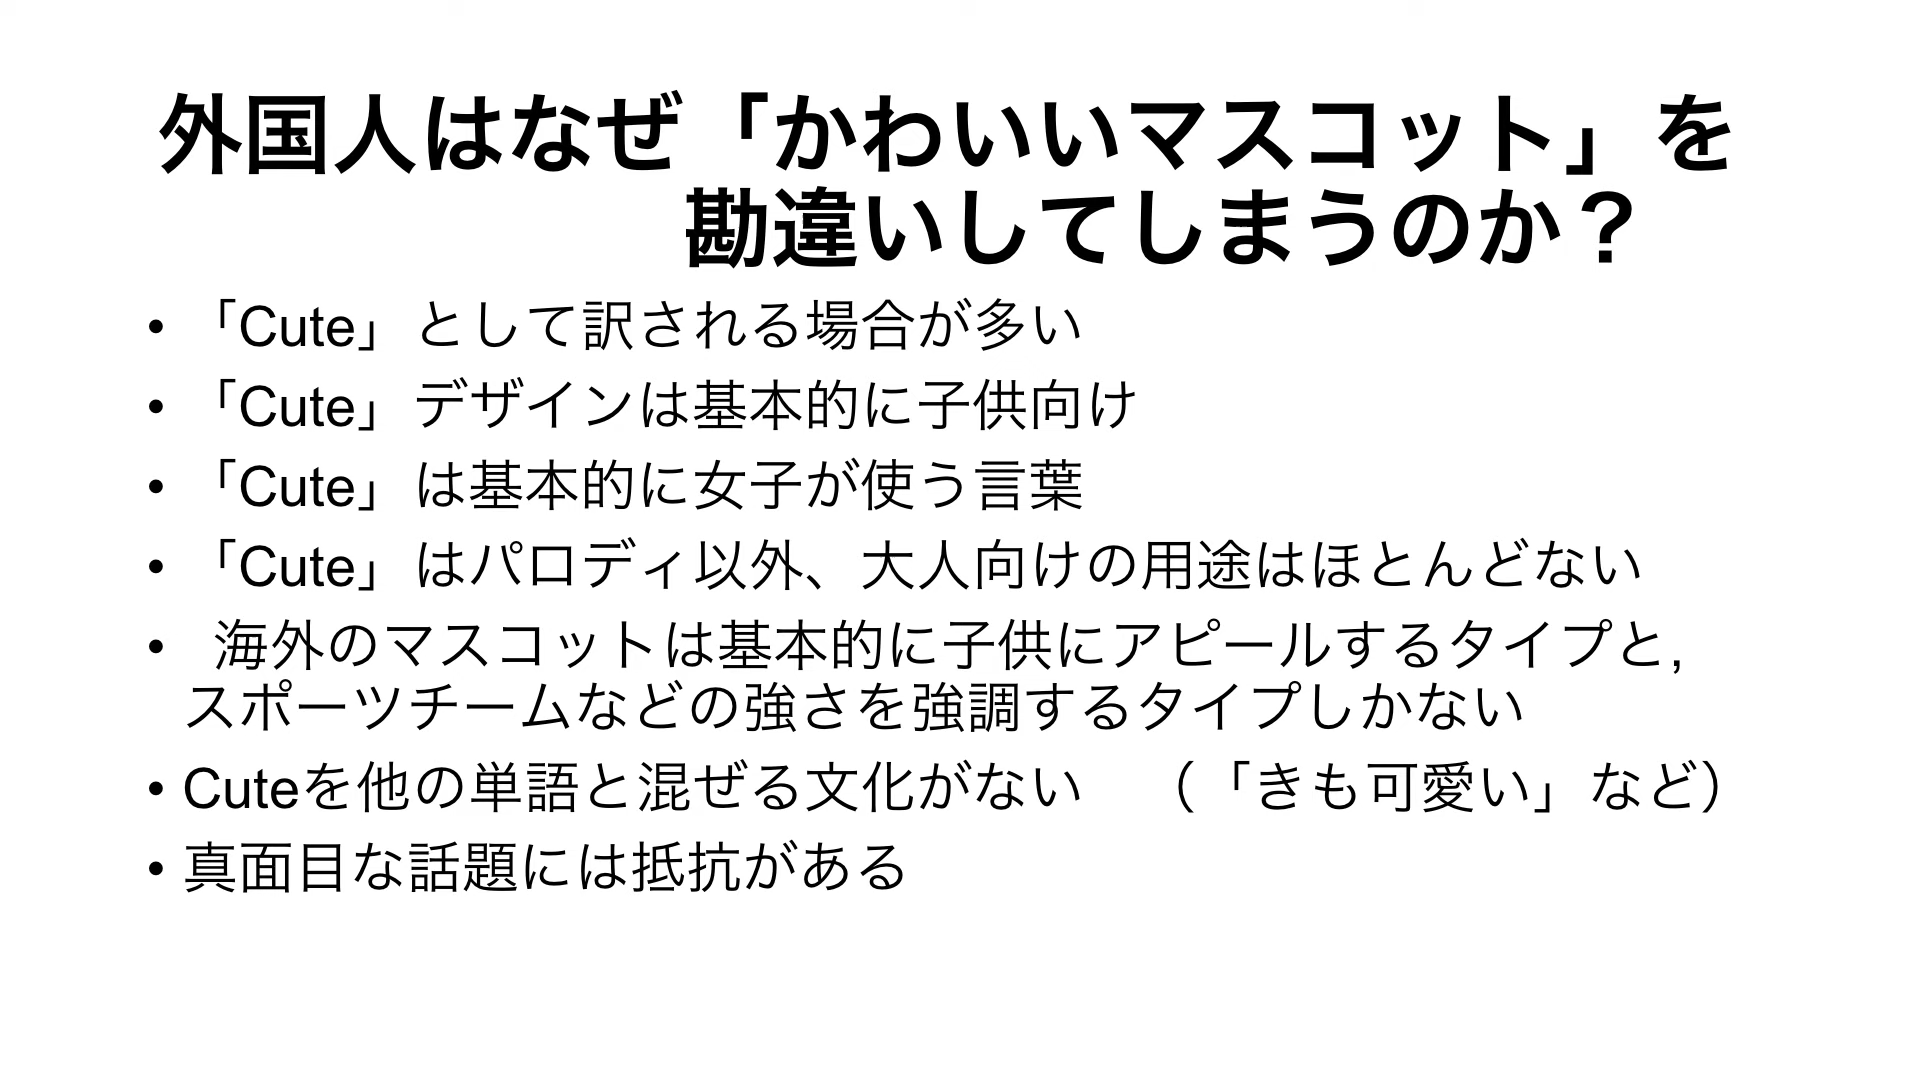 外国人はなぜ「かわいいマスコット」を
勘違いしてしまうのか？
• 「Cute」として訳される場合が多い
• 「Cute」デザインは基本的に子供向け
• 「Cute」は基本的に女子が使う言葉
• 「Cute」はパロディ以外、大人向けの用途はほとんどない
• 海外のマスコットは基本的に子供にアピールするタイプと,
スポーツチームなどの強さを強調するタイプしかない
• Cuteを他の単語と混ぜる文化がない　（「きも可愛い」など）
• 真面目な話題には抵抗がある